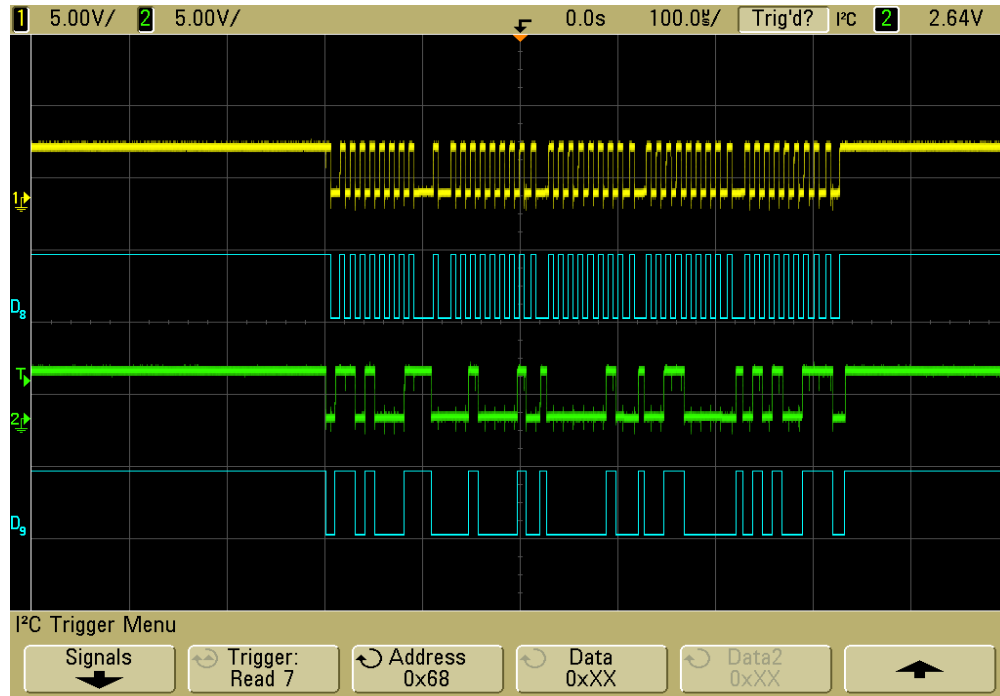 1 5.00V/ 2 5.00V/ 0.0s 100.0㎲/ Trig'd? I²C 2 2.64V
1
D8
T
2
D9
I²C Trigger Menu
Signals Trigger: Address Data Data2
Read 7 0x68 0xXX 0xXX